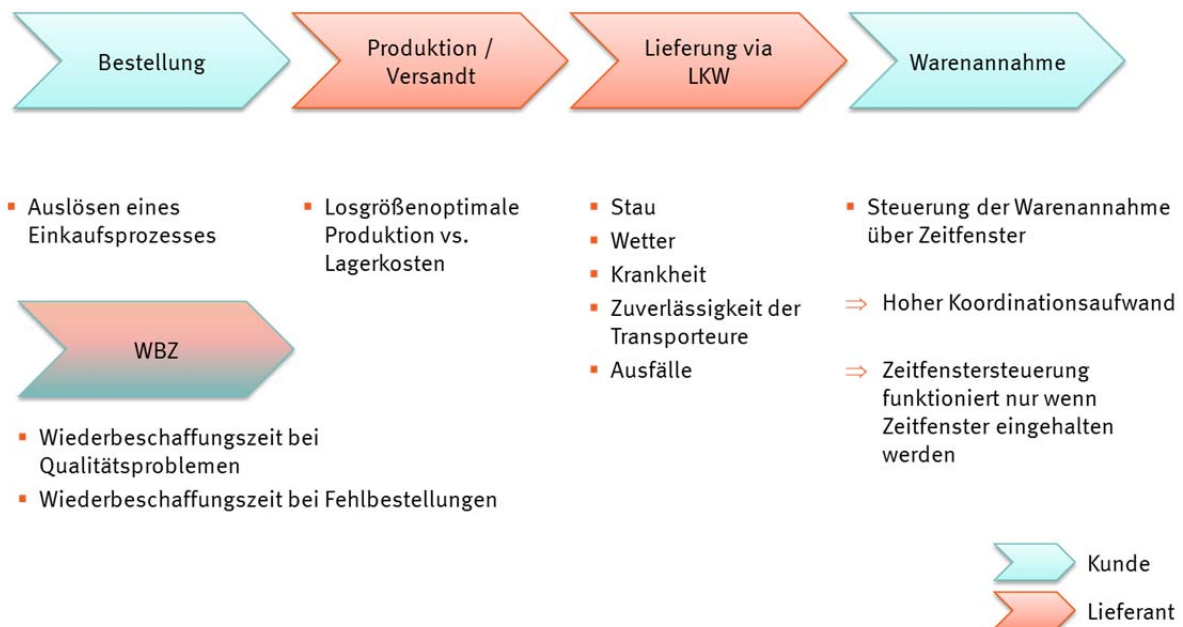 Bestellung
Produktion /
Versandt
Lieferung via
LKW
Warenannahme
▪ Auslösen eines
Einkaufsprozesses
▪ Losgrößenoptimale
Produktion vs.
Lagerkosten
▪ Stau
▪ Wetter
▪ Krankheit
▪ Zuverlässigkeit der
Transporteure
▪ Ausfälle
▪ Steuerung der Warenannahme
über Zeitfenster
⇒ Hoher Koordinationsaufwand
⇒ Zeitfenstersteuerung
funktioniert nur wenn
Zeitfenster eingehalten
werden
WBZ
▪ Wiederbeschaffungszeit bei
Qualitätsproblemen
▪ Wiederbeschaffungszeit bei Fehlbestellungen
Kunde
Lieferant